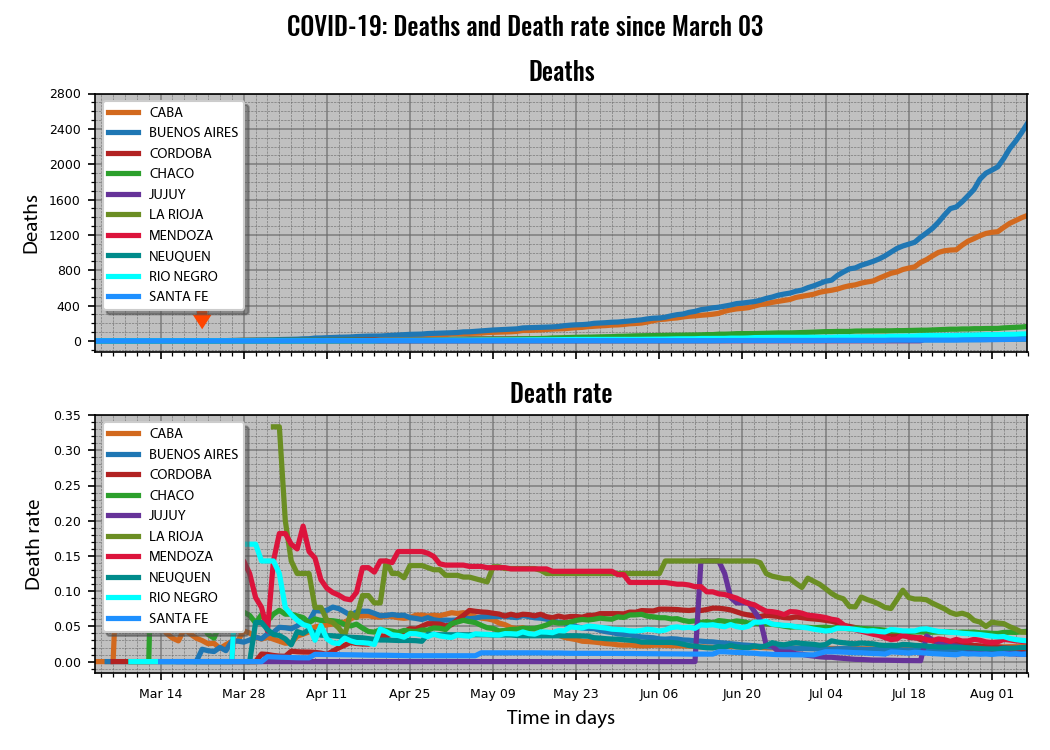 COVID-19: Deaths and Death rate since March 03
Deaths
2800
2400
2000
1600
1200
800
400
0
Deaths
CABA
BUENOS AIRES
CORDOBA
CHACO
JUJUY
LA RIOJA
MENDOZA
NEUQUEN
RIO NEGRO
SANTA FE
Death rate
0.35
0.30
0.25
0.20
0.15
0.10
0.05
0.00
Death rate
CABA
BUENOS AIRES
CORDOBA
CHACO
JUJUY
LA RIOJA
MENDOZA
NEUQUEN
RIO NEGRO
SANTA FE
Mar 14 Mar 28 Apr 11 Apr 25 May 09 May 23 Jun 06 Jun 20 Jul 04 Jul 18 Aug 01
Time in days